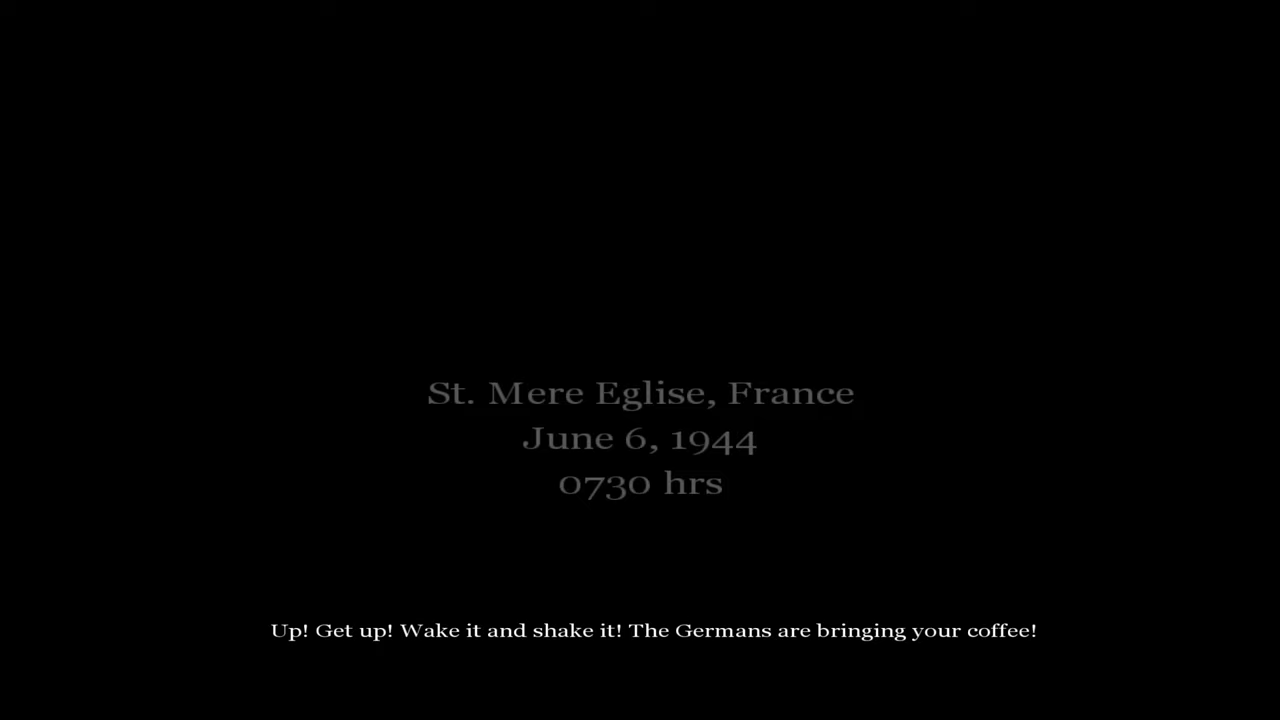 St. Mere Eglise, France
June 6, 1944
0730 hrs
Up! Get up! Wake it and shake it! The Germans are bringing your coffee!